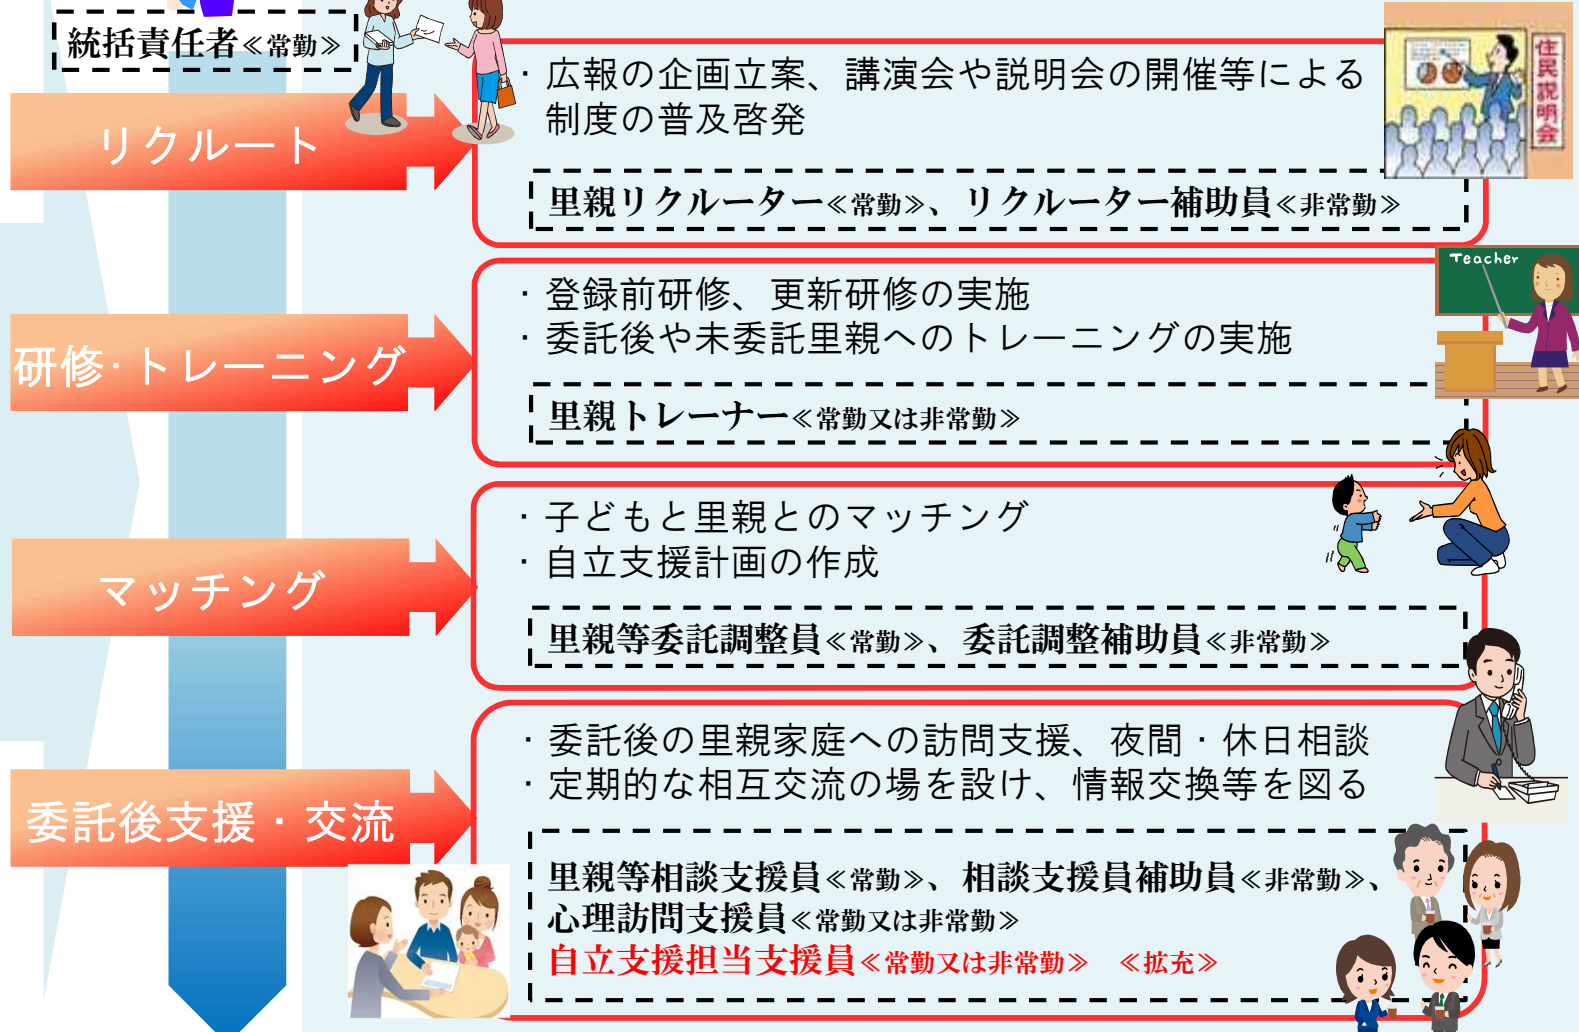 統括責任者≪常勤≫
リクルート
・広報の企画立案、講演会や説明会の開催等による
制度の普及啓発
住民説明会
里親リクルーター≪常勤≫、リクルーター補助員≪非常勤≫
研修・トレーニング
・登録前研修、更新研修の実施
・委託後や未委託里親へのトレーニングの実施
Teacher
里親トレーナー≪常勤又は非常勤≫
マッチング
・子どもと里親とのマッチング
・自立支援計画の作成
里親等委託調整員≪常勤≫、委託調整補助員≪非常勤≫
委託後支援・交流
・委託後の里親家庭への訪問支援、夜間・休日相談
・定期的な相互交流の場を設け、情報交換等を図る
里親等相談支援員≪常勤≫、相談支援員補助員≪非常勤≫、
心理訪問支援員≪常勤又は非常勤≫
自立支援担当支援員≪常勤又は非常勤≫　≪拡充≫